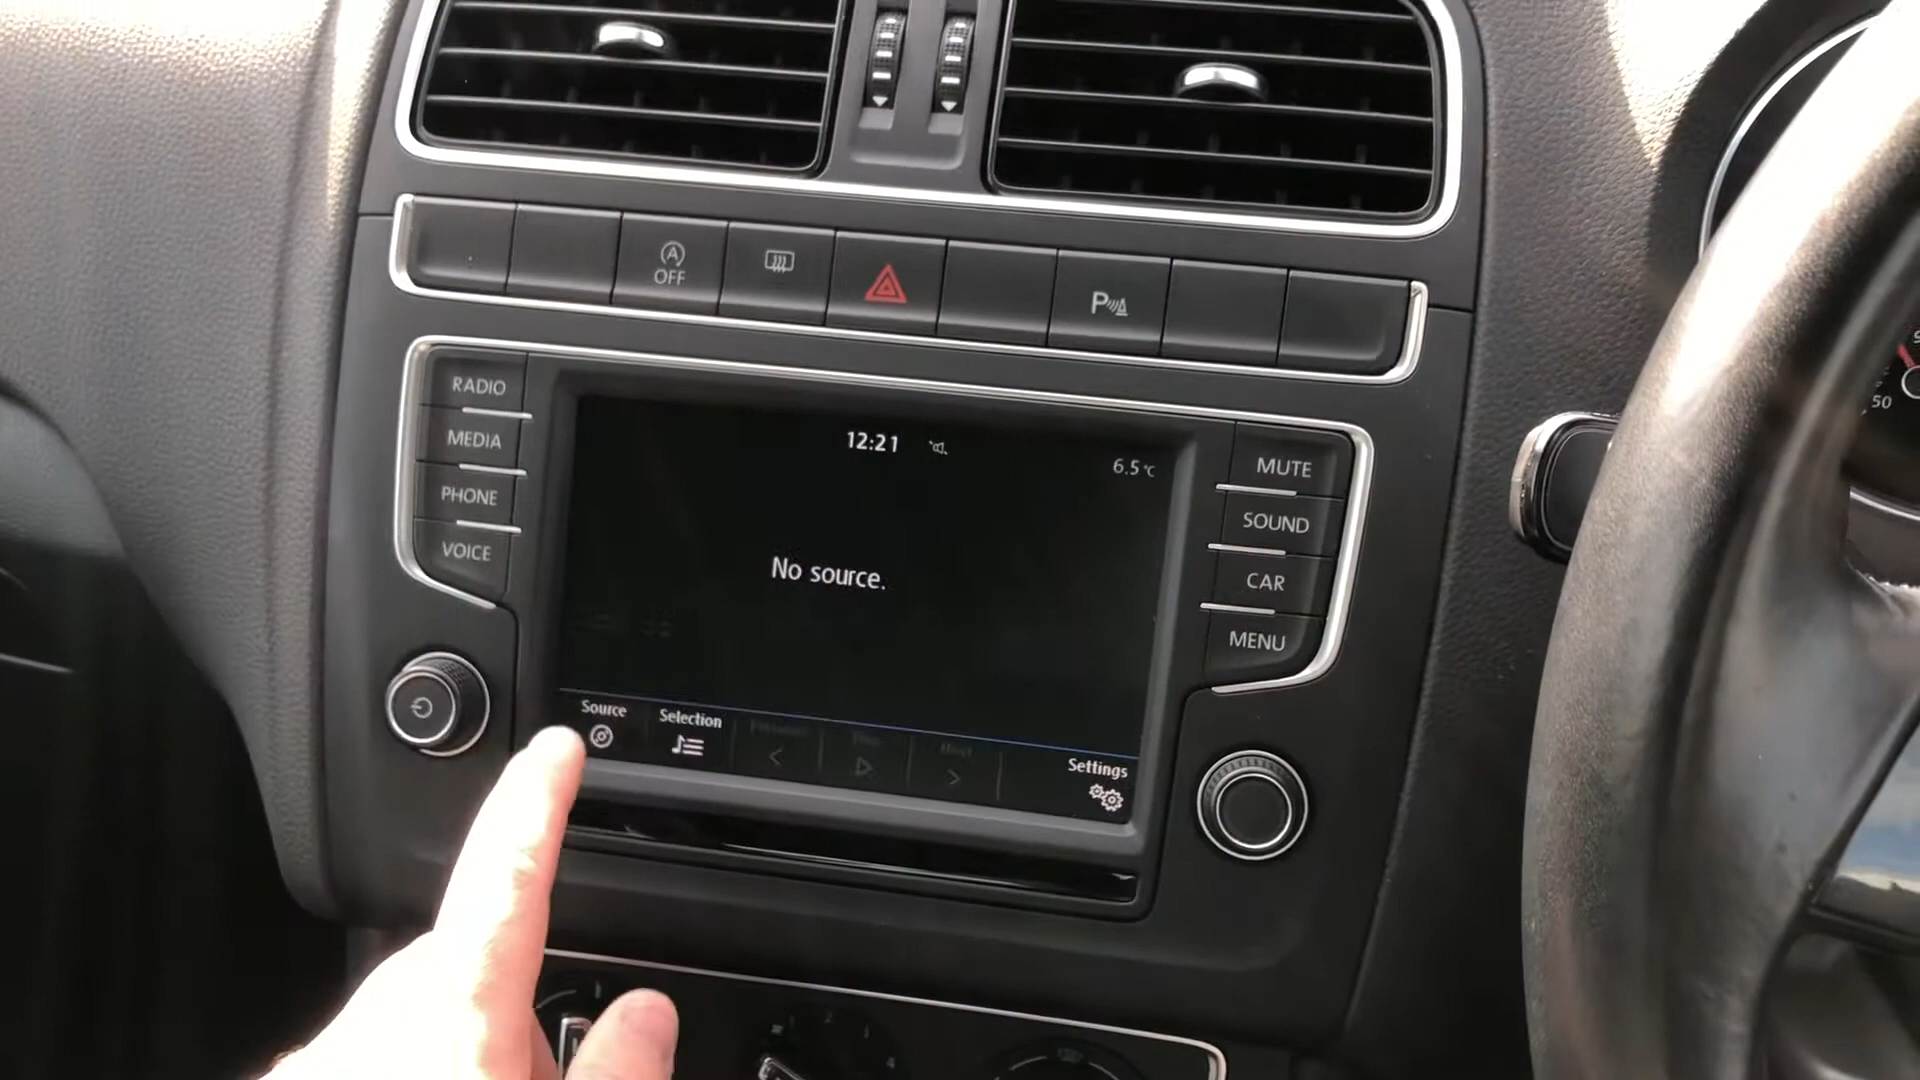 OFF
P
RADIO
MEDIA
PHONE
VOICE
12:21
6.5°C
No source.
Source
Selection
Settings
MUTE
SOUND
CAR
MENU
50